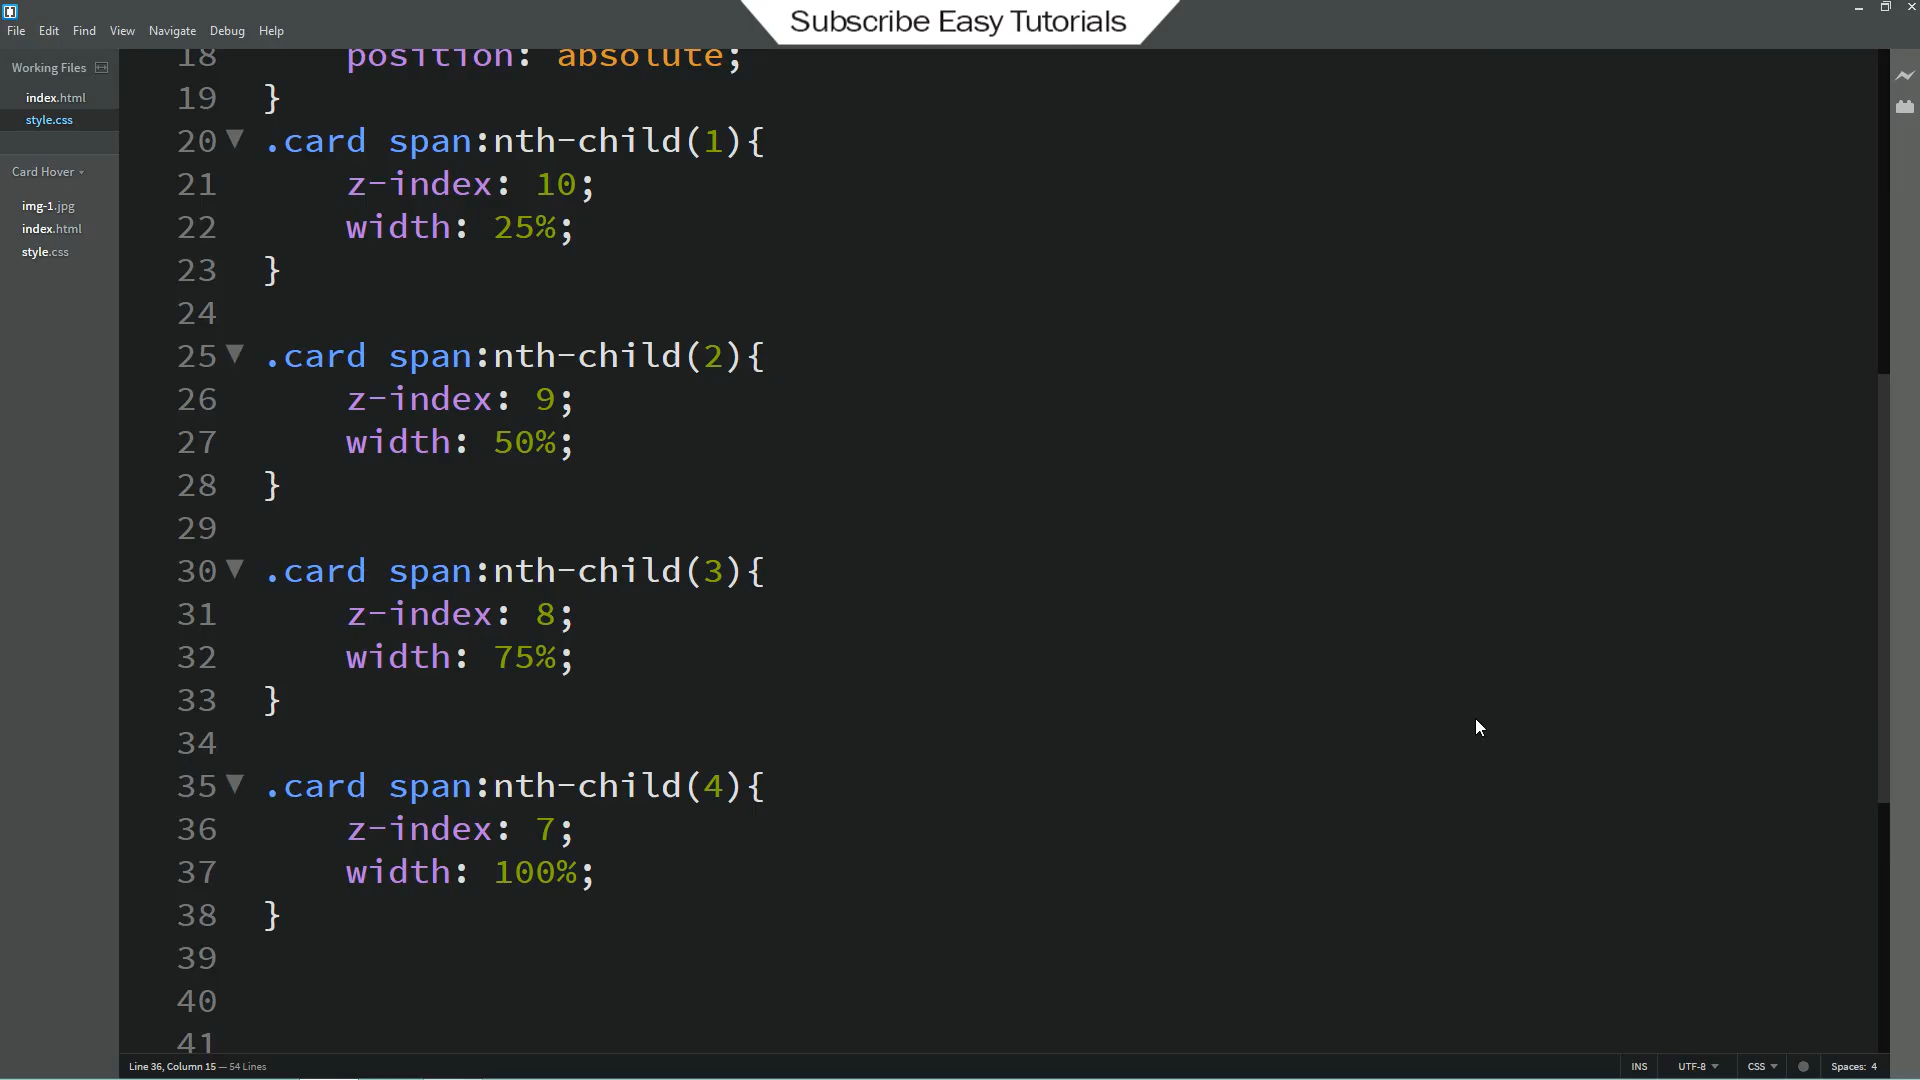 Subscribe Easy Tutorials
File Edit Find View Navigate Debug Help
Working Files
index.html
style.css
Card Hover
img-1.jpg
index.html
style.css
18 position: absolute;
19 }
20 .card span:nth-child(1){
21 z-index: 10;
22 width: 25%;
23 }
24
25 .card span:nth-child(2){
26 z-index: 9;
27 width: 50%;
28 }
29
30 .card span:nth-child(3){
31 z-index: 8;
32 width: 75%;
33 }
34
35 .card span:nth-child(4){
36 z-index: 7;
37 width: 100%;
38 }
39
40
41
Line 36, Column 15 — 54 Lines INS UTF-8 CSS Spaces: 4